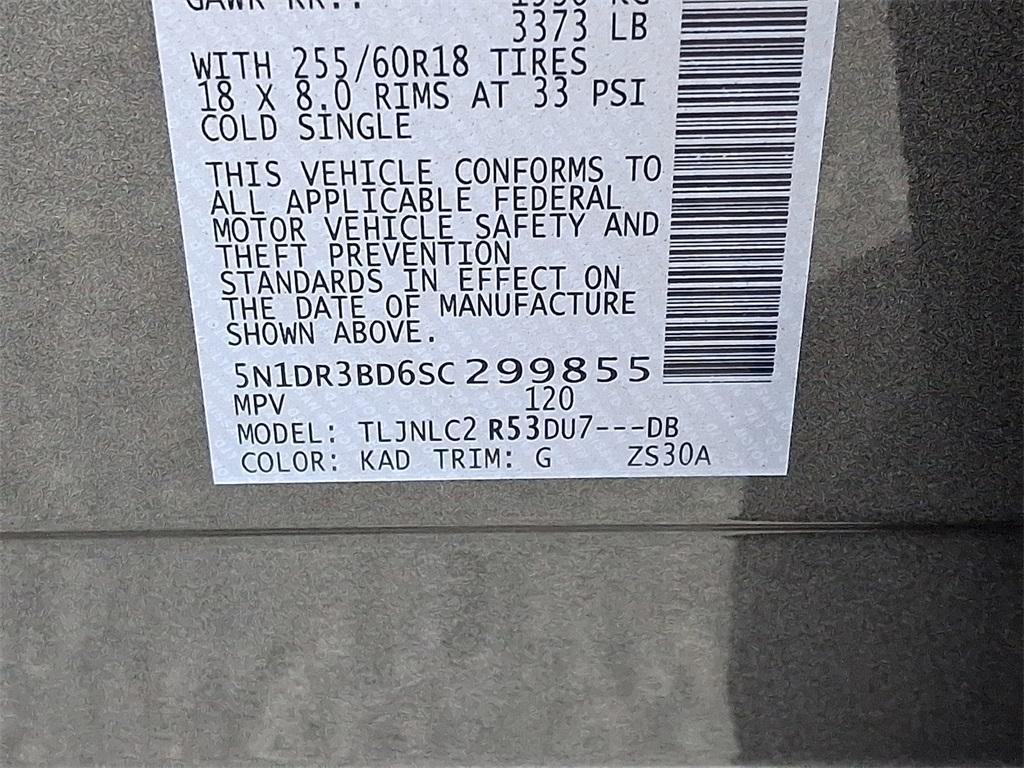 GAWR RR.:
3373 LB
WITH 255/60R18 TIRES
18 X 8.0 RIMS AT 33 PSI
COLD SINGLE
THIS VEHICLE CONFORMS TO
ALL APPLICABLE FEDERAL
MOTOR VEHICLE SAFETY AND
THEFT PREVENTION
STANDARDS IN EFFECT ON
THE DATE OF MANUFACTURE
SHOWN ABOVE.
5N1DR3BD6SC299855
MPV 120
MODEL: TLJNLC2 R53DU7---DB
COLOR: KAD TRIM: G ZS30A